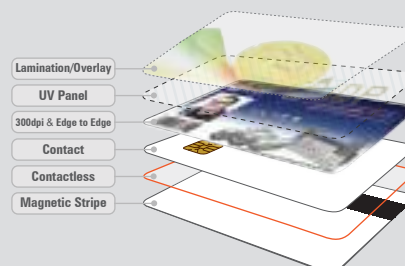 Lamination/Overlay
UV Panel
300dpi & Edge to Edge
Contact
Contactless
Magnetic Stripe